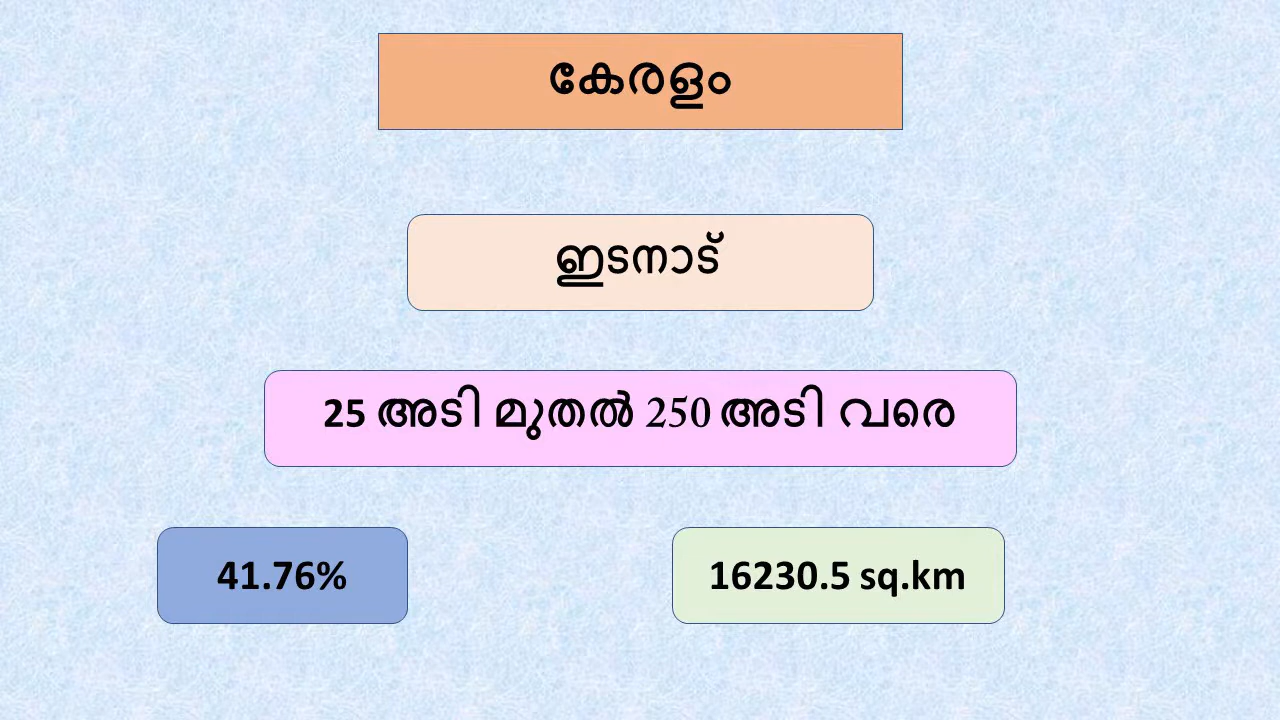 കേരളം
ഇടനാട്
25 അടി മുതൽ 250 അടി വരെ
41.76%
16230.5 sq.km